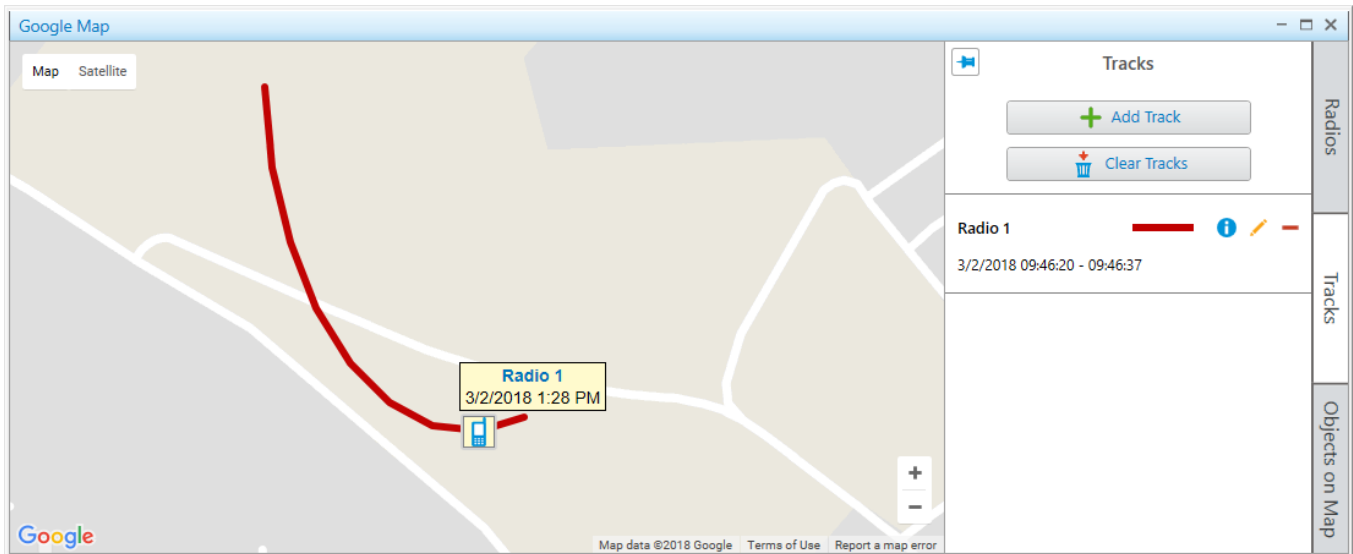 Google Map
Map Satellite
Radio 1
3/2/2018 1:28 PM
Google
Map data ©2018 Google Terms of Use Report a map error
Tracks
Add Track
Clear Tracks
Radio 1
3/2/2018 09:46:20 - 09:46:37
Radios
Tracks
Objects on Map